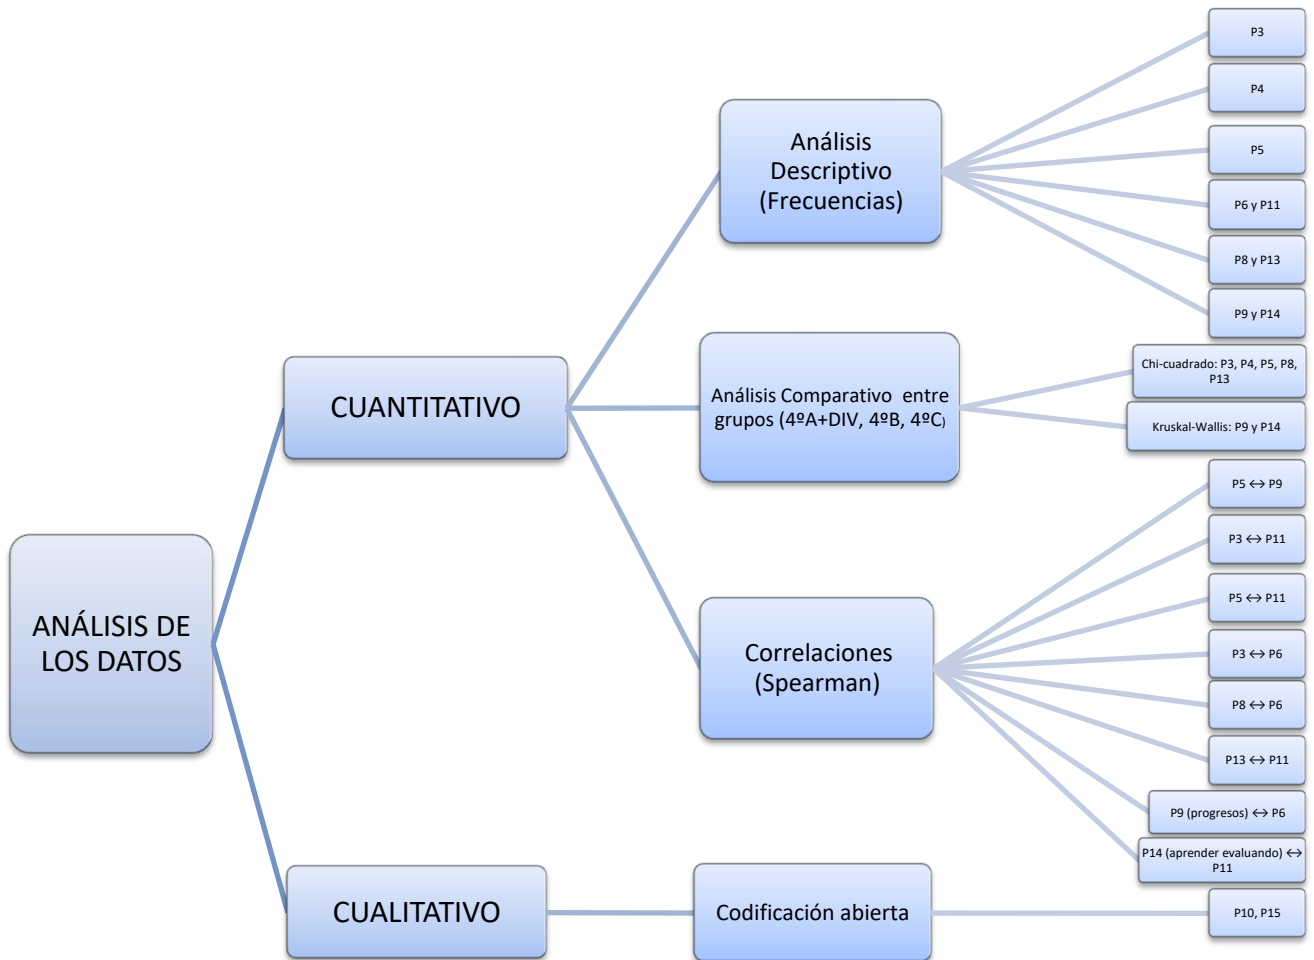 ANÁLISIS DE
LOS DATOS
CUANTITATIVO
Análisis
Descriptivo
(Frecuencias)
P3
P4
P5
P6 y P11
P8 y P13
P9 y P14
Análisis Comparativo  entre
grupos (4ºA+DIV, 4ºB, 4ºC)
Chi-cuadrado: P3, P4, P5, P8,
P13
Kruskal-Wallis: P9 y P14
Correlaciones
(Spearman)
P5 ↔ P9
P3 ↔ P11
P5 ↔ P11
P3 ↔ P6
P8 ↔ P6
P13 ↔ P11
P9 (progresos) ↔ P6
P14 (aprender evaluando) ↔
P11
CUALITATIVO
Codificación abierta
P10, P15